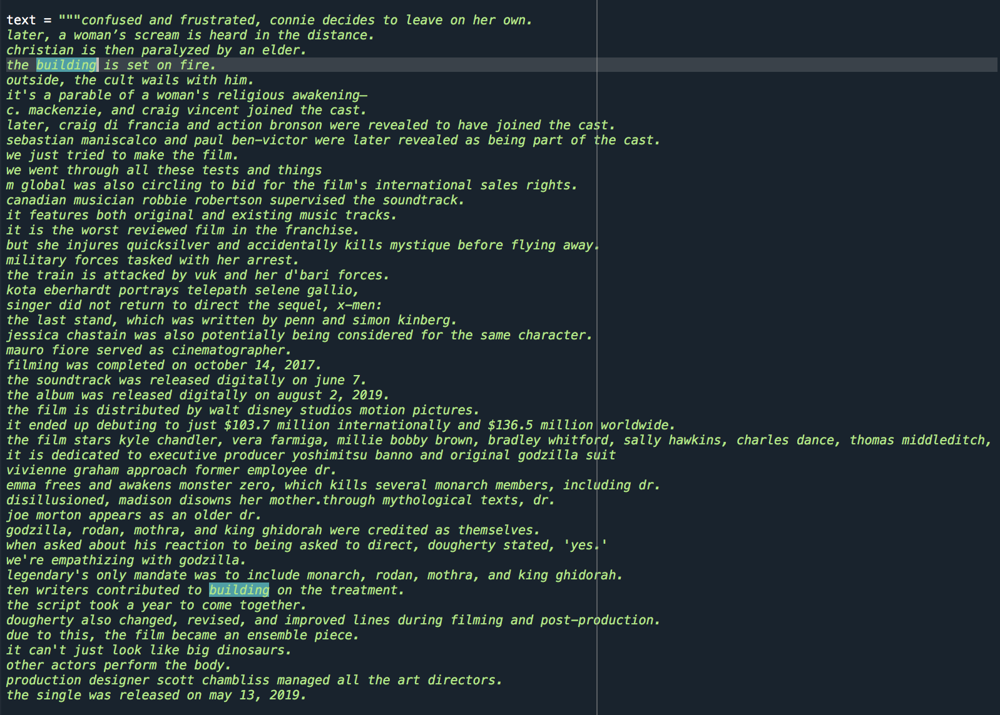 text = """confused and frustrated, connie decides to leave on her own.
later, a woman’s scream is heard in the distance.
christian is then paralyzed by an elder.
the building is set on fire.
outside, the cult wails with him.
it's a parable of a woman's religious awakening—
c. mackenzie, and craig vincent joined the cast.
later, craig di francia and action bronson were revealed to have joined the cast.
sebastian maniscalco and paul ben-victor were later revealed as being part of the cast.
we just tried to make the film.
we went through all these tests and things
m global was also circling to bid for the film's international sales rights.
canadian musician robbie robertson supervised the soundtrack.
it features both original and existing music tracks.
it is the worst reviewed film in the franchise.
but she injures quicksilver and accidentally kills mystique before flying away.
military forces tasked with her arrest.
the train is attacked by vuk and her d'bari forces.
kota eberhardt portrays telepath selene gallio,
singer did not return to direct the sequel, x-men:
the last stand, which was written by penn and simon kinberg.
jessica chastain was also potentially being considered for the same character.
mauro fiore served as cinematographer.
filming was completed on october 14, 2017.
the soundtrack was released digitally on june 7.
the album was released digitally on august 2, 2019.
the film is distributed by walt disney studios motion pictures.
it ended up debuting to just $103.7 million internationally and $136.5 million worldwide.
the film stars kyle chandler, vera farmiga, millie bobby brown, bradley whitford, sally hawkins, charles dance, thomas middleditch,
it is dedicated to executive producer yoshimitsu banno and original godzilla suit
vivienne graham approach former employee dr.
emma frees and awakens monster zero, which kills several monarch members, including dr.
disillusioned, madison disowns her mother.through mythological texts, dr.
joe morton appears as an older dr.
godzilla, rodan, mothra, and king ghidorah were credited as themselves.
when asked about his reaction to being asked to direct, dougherty stated, 'yes.'
we're empathizing with godzilla.
legendary's only mandate was to include monarch, rodan, mothra, and king ghidorah.
ten writers contributed to building on the treatment.
the script took a year to come together.
dougherty also changed, revised, and improved lines during filming and post-production.
due to this, the film became an ensemble piece.
it can't just look like big dinosaurs.
other actors perform the body.
production designer scott chambliss managed all the art directors.
the single was released on may 13, 2019.